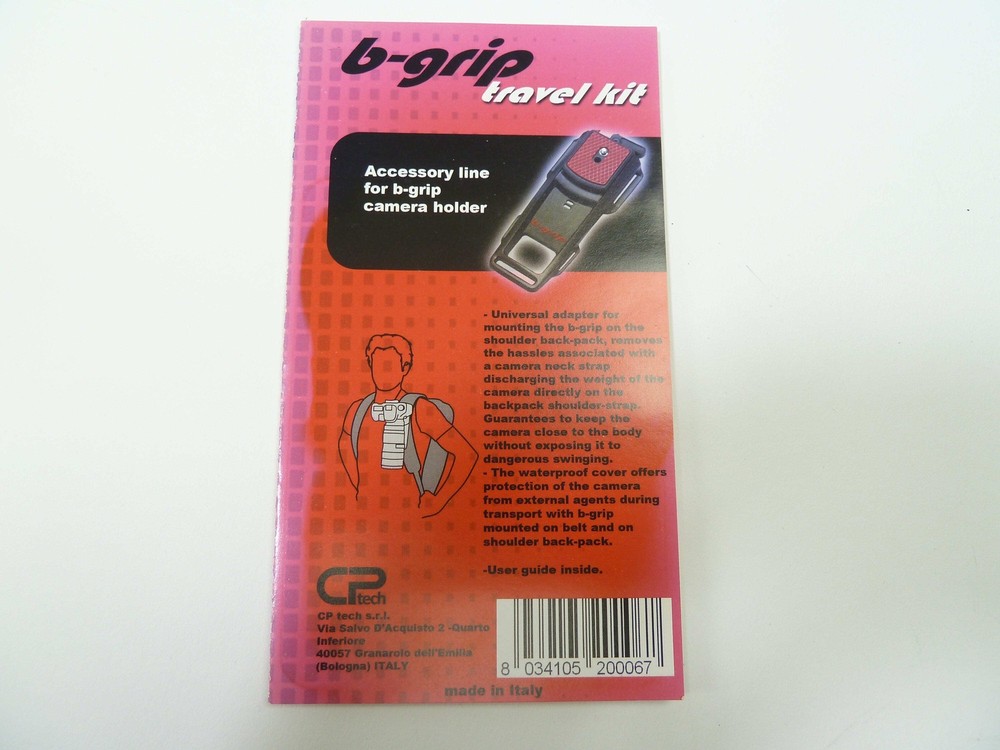 b-grip
travel kit
Accessory line
for b-grip
camera holder
b-grip
- Universal adapter for
mounting the b-grip on the
shoulder back-pack, removes
the hassles associated with
a camera neck strap
discharging the weight of the
camera directly on the
backpack shoulder-strap.
Guarantees to keep the
camera close to the body
without exposing it to
dangerous swinging.
- The waterproof cover offers
protection of the camera
from external agents during
transport with b-grip
mounted on belt and on
shoulder back-pack.
-User guide inside.
CP
tech
CP tech s.r.l.
Via Salvo D'Acquisto 2 -Quarto
Inferiore
40057 Granarolo dell'Emilia
(Bologna) ITALY
8 034105 200067
made in Italy